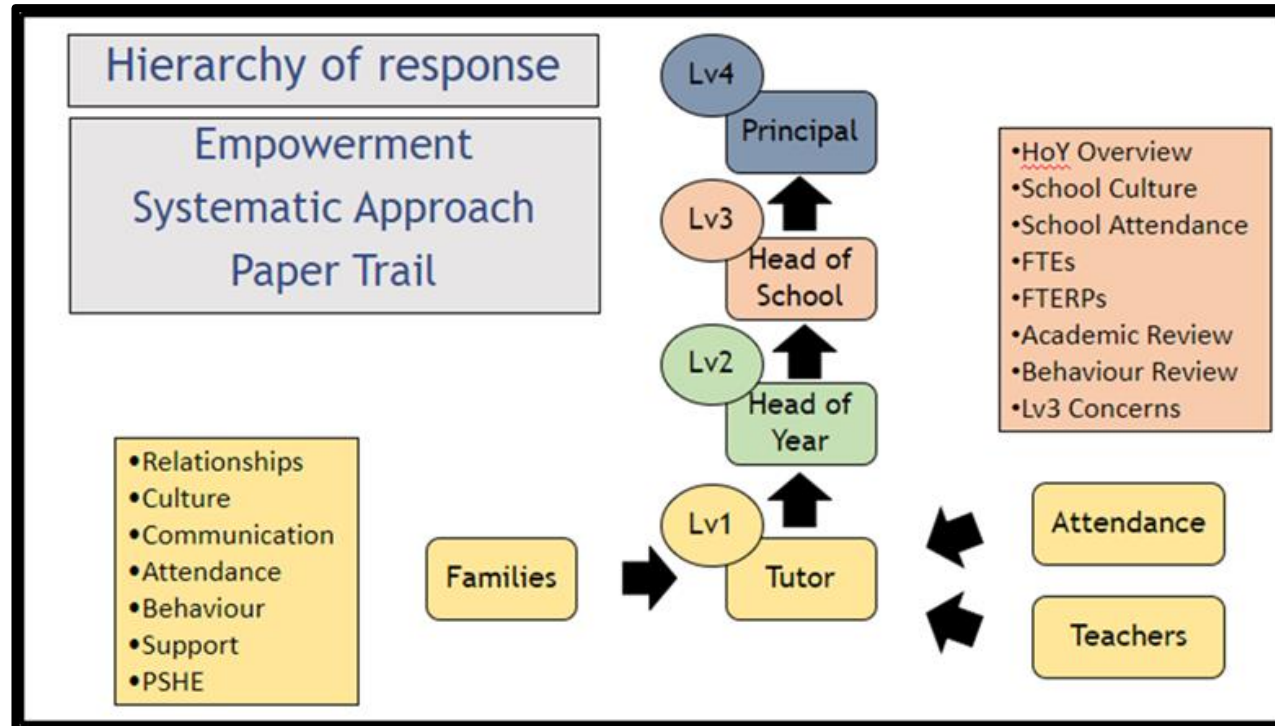 Hierarchy of response
Empowerment
Systematic Approach
Paper Trail
Lv4
Principal
Lv3
Head of
School
Lv2
Head of
Year
Lv1
Tutor
Families
Attendance
Teachers
•Relationships
•Culture
•Communication
•Attendance
•Behaviour
•Support
•PSHE
•HoY Overview
•School Culture
•School Attendance
•FTEs
•FTERPs
•Academic Review
•Behaviour Review
•Lv3 Concerns